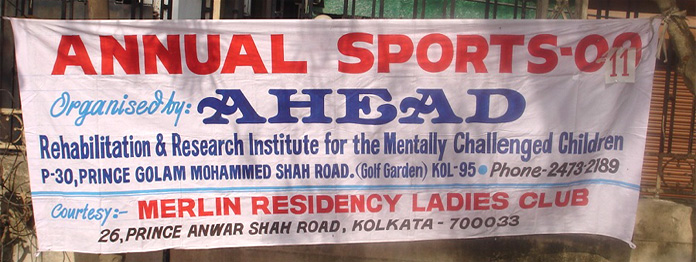 ANNUAL SPORTS-0 11
Organised by: AHEAD
Rehabilitation & Research Institute for the Mentally Challenged Children
P-30, PRINCE GOLAM MOHAMMED SHAH ROAD. (Golf Garden) KOL-95 • Phone-2473-2189
Courtesy:- MERLIN RESIDENCY LADIES CLUB
26, PRINCE ANWAR SHAH ROAD, KOLKATA - 700033